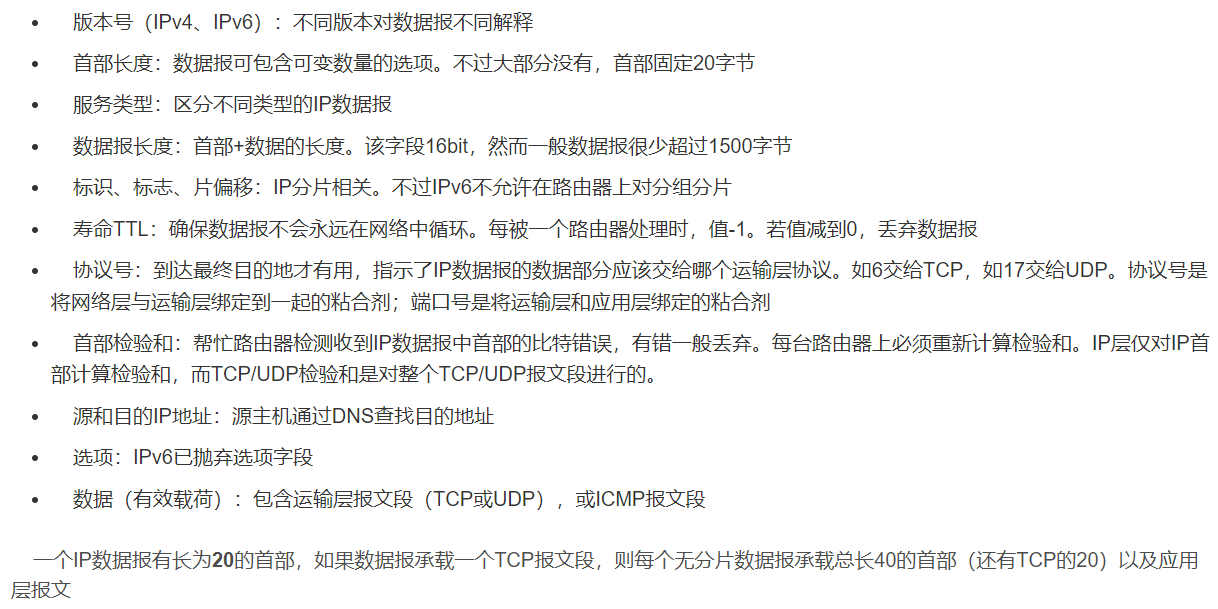 • 版本号（IPv4、IPv6）：不同版本对数据报不同解释
• 首部长度：数据报可包含可变数量的选项。不过大部分没有，首部固定20字节
• 服务类型：区分不同类型的IP数据报
• 数据报长度：首部+数据的长度。该字段16bit，然而一般数据报很少超过1500字节
• 标识、标志、片偏移：IP分片相关。不过IPv6不允许在路由器上对分组分片
• 寿命TTL：确保数据报不会永远在网络中循环。每被一个路由器处理时，值-1。若值减到0，丢弃数据报
• 协议号：到达最终目的地才有用，指示了IP数据报的数据部分应该交给哪个运输层协议。如6交给TCP，如17交给UDP。协议号是
将网络层与运输层绑定到一起的粘合剂；端口号是将运输层和应用层绑定的粘合剂
• 首部检验和：帮忙路由器检测收到IP数据报中首部的比特错误，有错一般丢弃。每台路由器上必须重新计算检验和。IP层仅对IP首
部计算检验和，而TCP/UDP检验和是对整个TCP/UDP报文段进行的。
• 源和目的IP地址：源主机通过DNS查找目的地址
• 选项：IPv6已抛弃选项字段
• 数据（有效载荷）：包含运输层报文段（TCP或UDP），或ICMP报文段
一个IP数据报有长为20的首部，如果数据报承载一个TCP报文段，则每个无分片数据报承载总长40的首部（还有TCP的20）以及应用
层报文